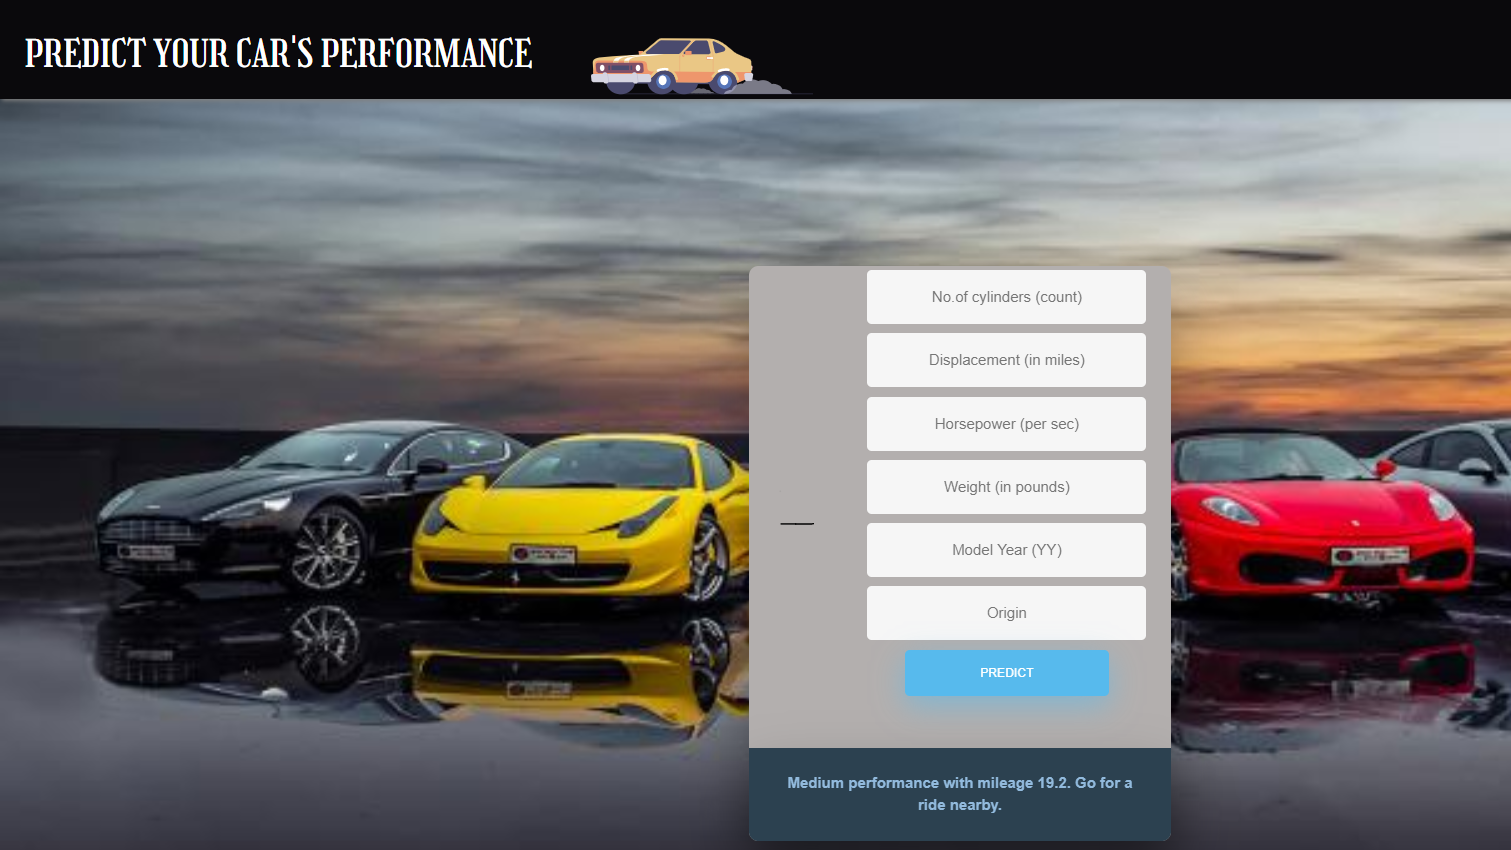 PREDICT YOUR CAR'S PERFORMANCE
No.of cylinders (count)
Displacement (in miles)
Horsepower (per sec)
Weight (in pounds)
Model Year (YY)
Origin
PREDICT
Medium performance with mileage 19.2. Go for a
ride nearby.